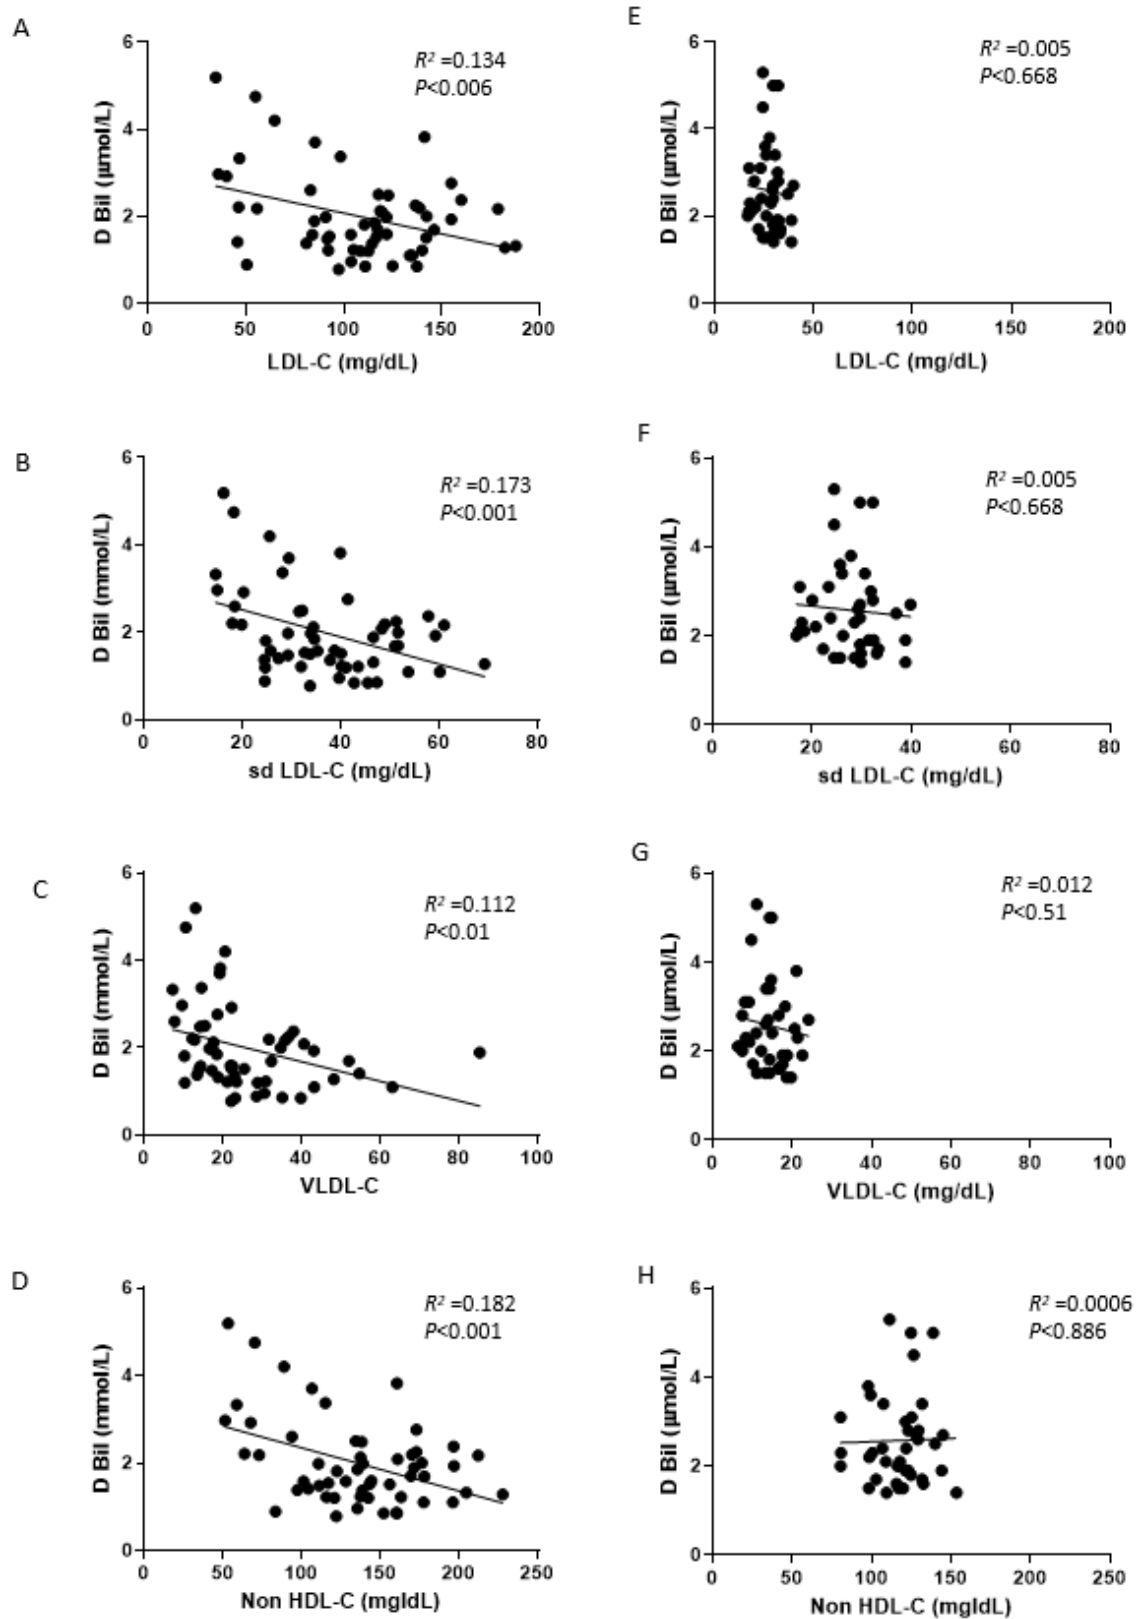 A
6
4
2
0
D Bil (µmol/L)
R² =0.134
P<0.006
0 50 100 150 200
LDL-C (mg/dL)
E
6
4
2
0
D Bil (µmol/L)
R² =0.005
P<0.668
0 50 100 150 200
LDL-C (mg/dL)
B
6
4
2
0
D Bil (mmol/L)
R² =0.173
P<0.001
0 20 40 60 80
sd LDL-C (mg/dL)
F
6
4
2
0
D Bil (µmol/L)
R² =0.005
P<0.668
0 20 40 60 80
sd LDL-C (mg/dL)
C
6
4
2
0
D Bil (mmol/L)
R² =0.112
P<0.01
0 20 40 60 80 100
VLDL-C
G
6
4
2
0
D Bil (µmol/L)
R² =0.012
P<0.51
0 20 40 60 80 100
VLDL-C (mg/dL)
D
6
4
2
0
D Bil (mmol/L)
R² =0.182
P<0.001
0 50 100 150 200 250
Non HDL-C (mgldL)
H
6
4
2
0
D Bil (µmol/L)
R² =0.0006
P<0.886
0 50 100 150 200 250
Non HDL-C (mgldL)